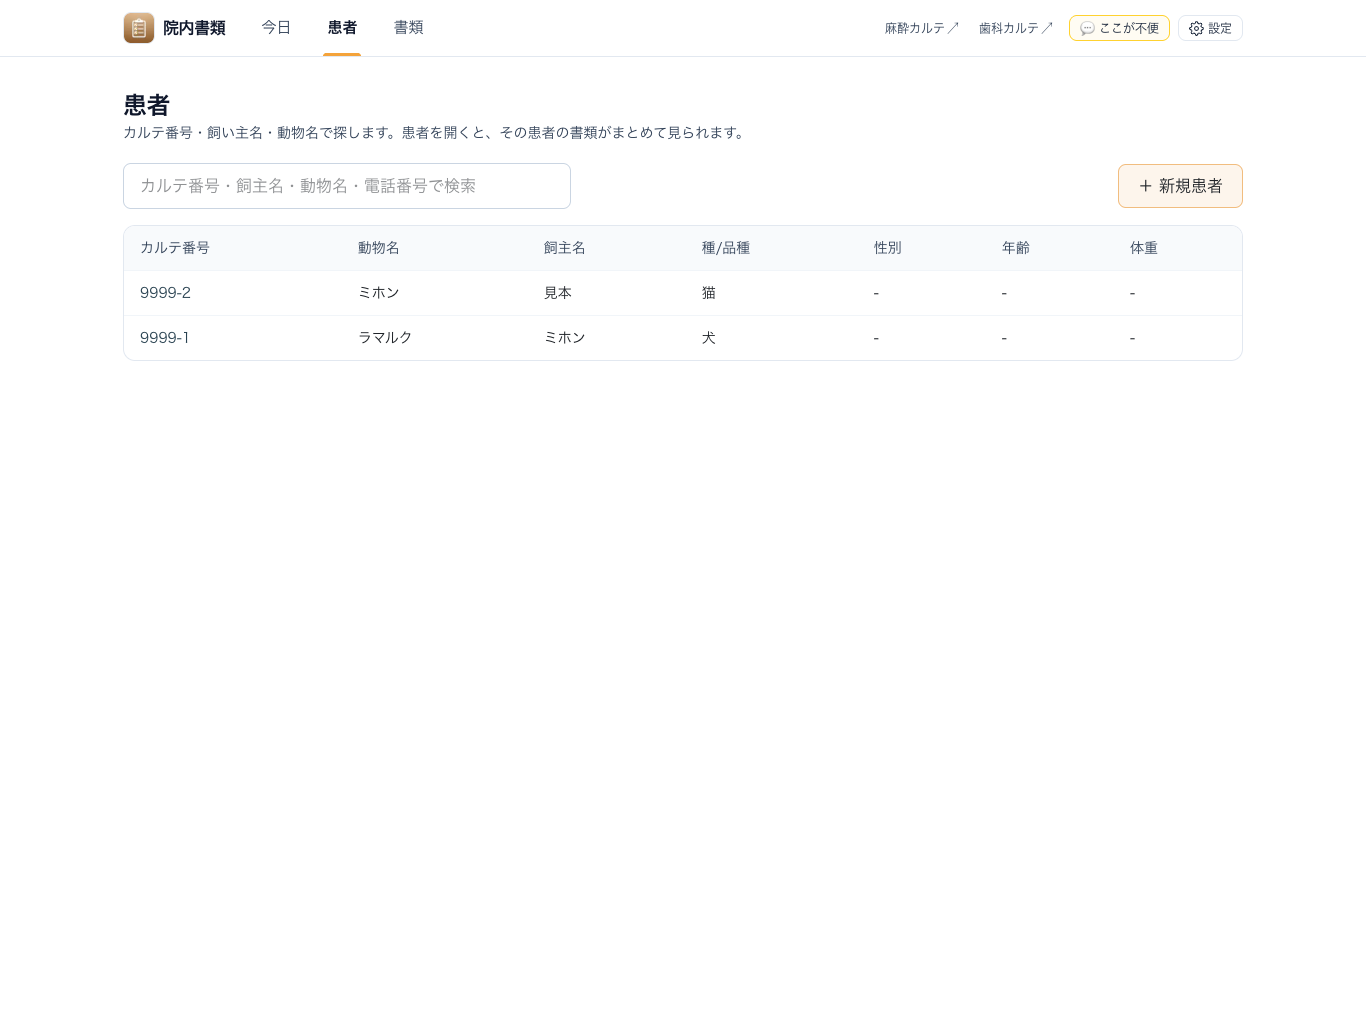 院内書類 今日 患者 書類 麻酔カルテ↗ 歯科カルテ↗ ここが不便 設定
患者
カルテ番号・飼い主名・動物名で探します。患者を開くと、その患者の書類がまとめて見られます。
カルテ番号・飼主名・動物名・電話番号で検索 ＋ 新規患者
カルテ番号 動物名 飼主名 種/品種 性別 年齢 体重
9999-2 ミホン 見本 猫 - - -
9999-1 ラマルク ミホン 犬 - - -